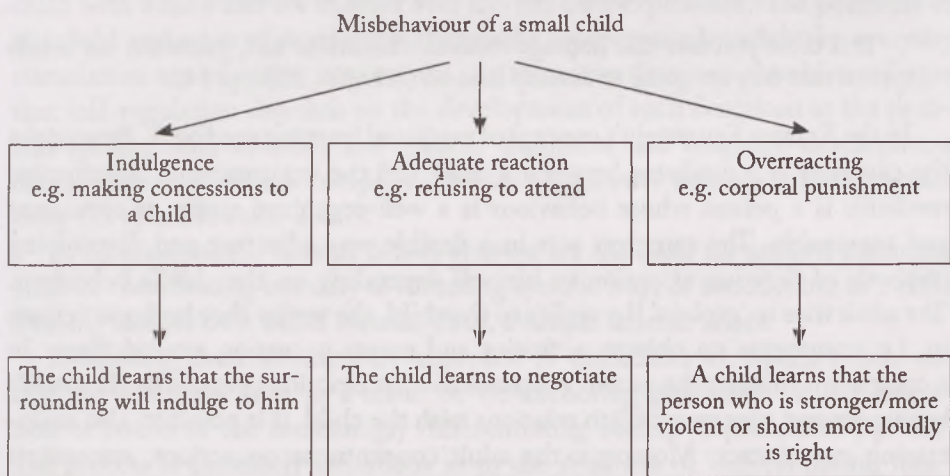 Misbehaviour of a small child
Indulgence
e.g. making concessions to
a child
Adequate reaction
e.g. refusing to attend
Overreacting
e.g. corporal punishment
The child learns that the sur-
rounding will indulge to him
The child learns to negotiate
A child learns that the
person who is stronger/more
violent or shouts more loudly
is right